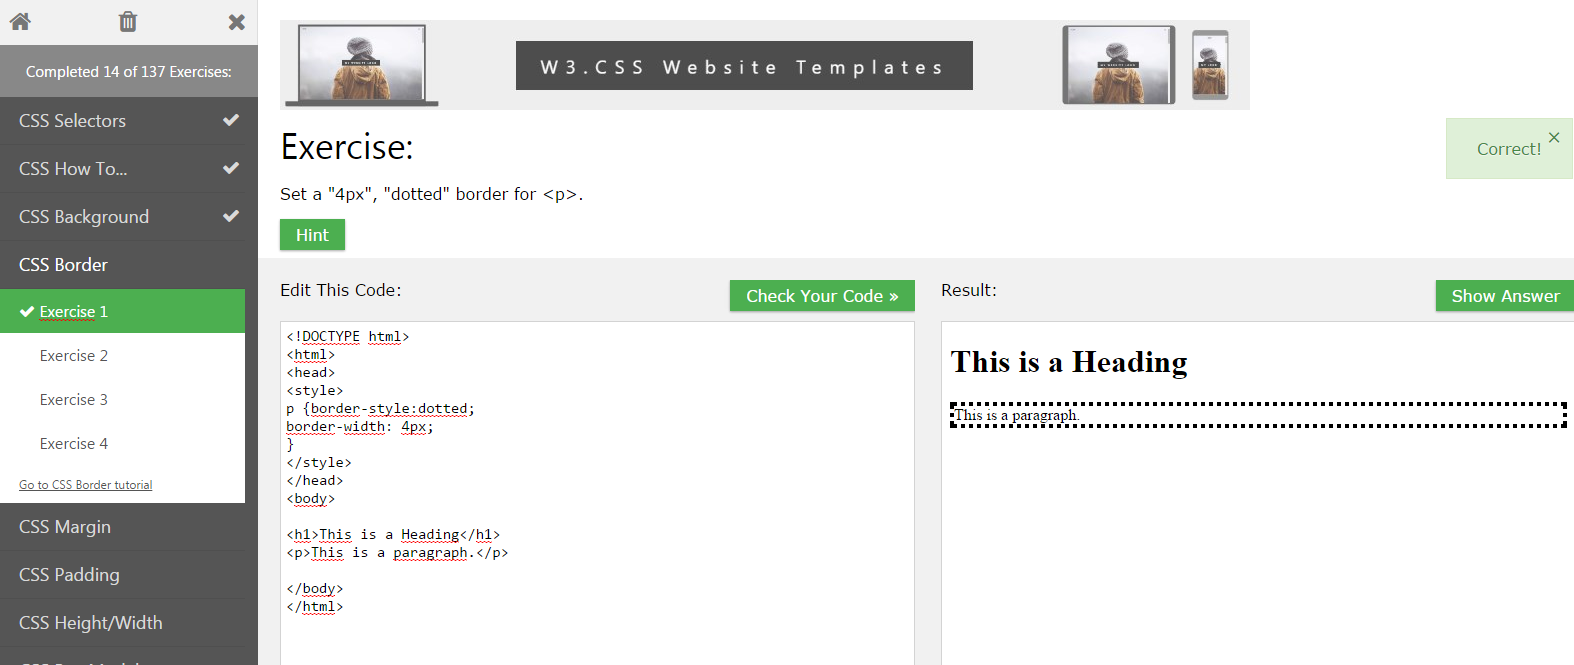 Completed 14 of 137 Exercises:
CSS Selectors
CSS How To...
CSS Background
CSS Border
Exercise 1
Exercise 2
Exercise 3
Exercise 4
Go to CSS Border tutorial
CSS Margin
CSS Padding
CSS Height/Width
W3.CSS Website Templates
Exercise:
Correct!
Set a "4px", "dotted" border for <p>.
Hint
Edit This Code:
Check Your Code »
<!DOCTYPE html>
<html>
<head>
<style>
p {border-style:dotted;
border-width: 4px;
}
</style>
</head>
<body>
<h1>This is a Heading</h1>
<p>This is a paragraph.</p>
</body>
</html>
Result:
Show Answer
This is a Heading
This is a paragraph.